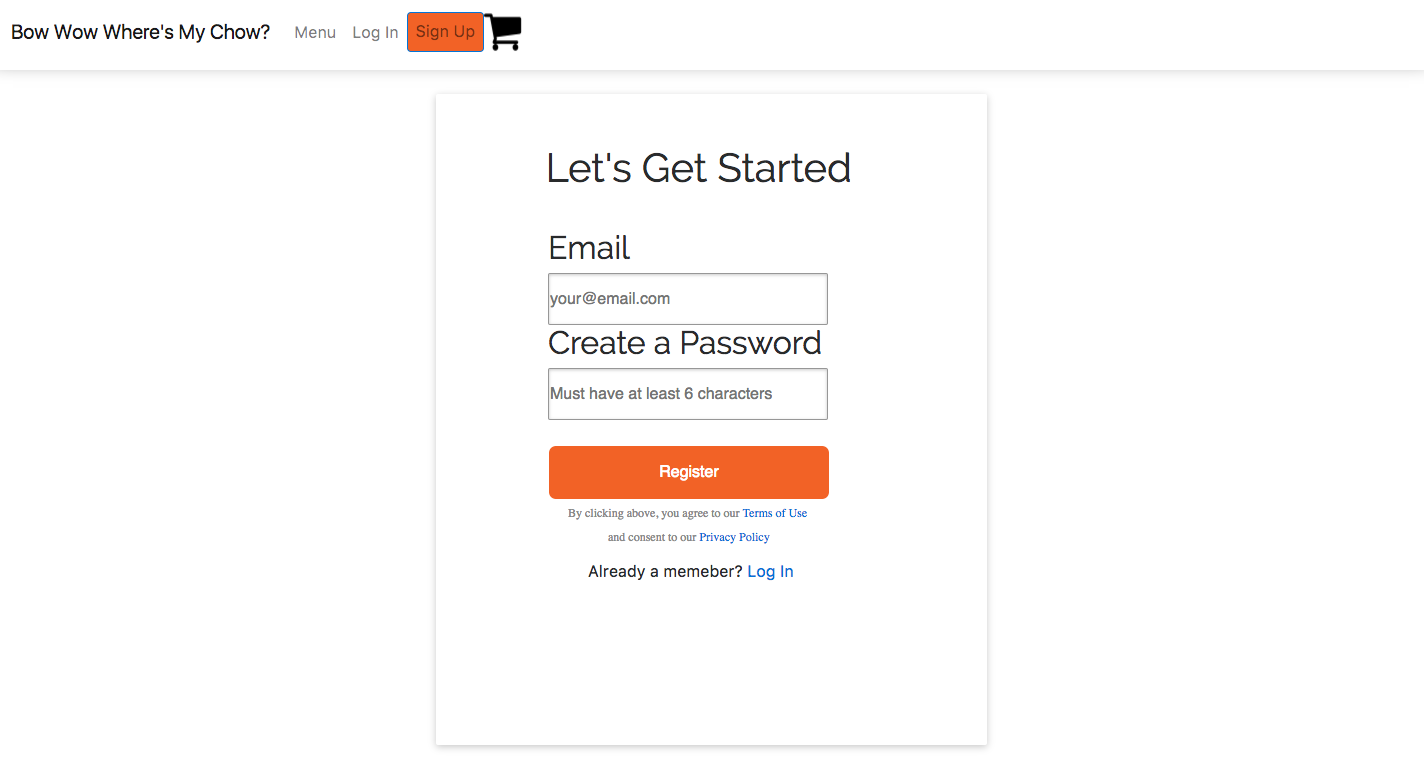 Bow Wow Where's My Chow? Menu Log In Sign Up
Let's Get Started
Email
your@email.com
Create a Password
Must have at least 6 characters
Register
By clicking above, you agree to our Terms of Use
and consent to our Privacy Policy
Already a memeber? Log In